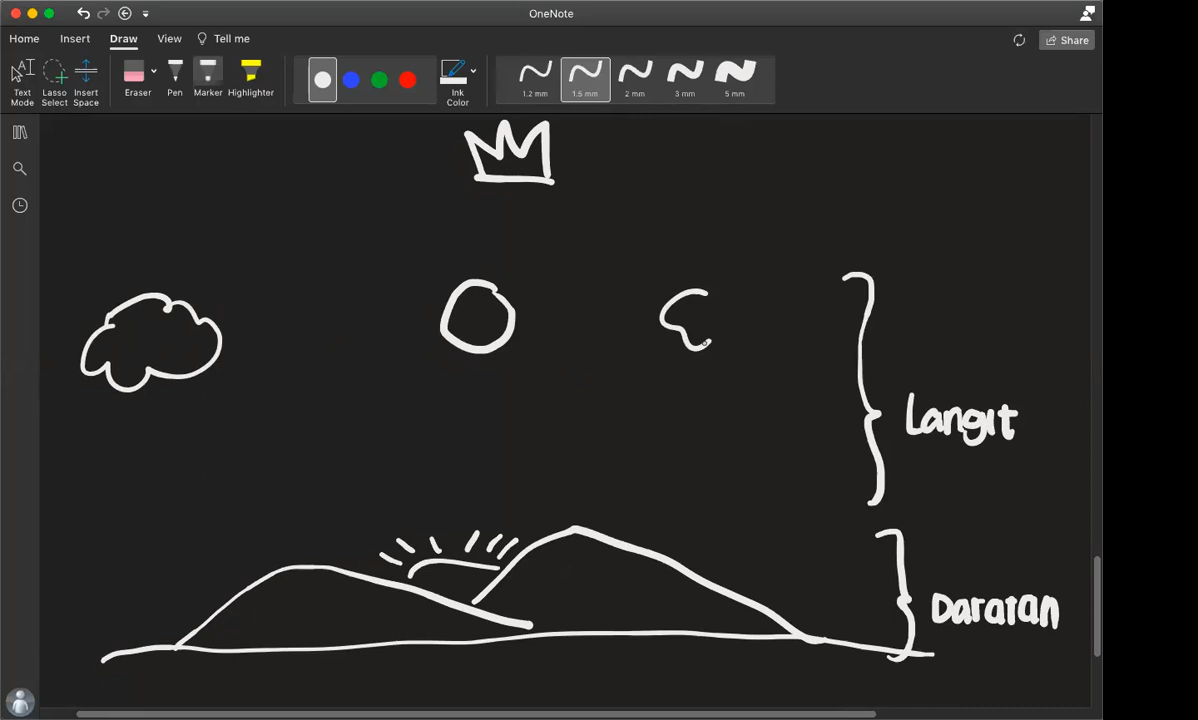 OneNote
Home Insert Draw View Tell me
Share
Text Mode
Lasso Select
Insert Space
Eraser
Pen
Marker
Highlighter
Ink Color
1.2 mm
1.5 mm
2 mm
3 mm
5 mm
Langit
Dararan